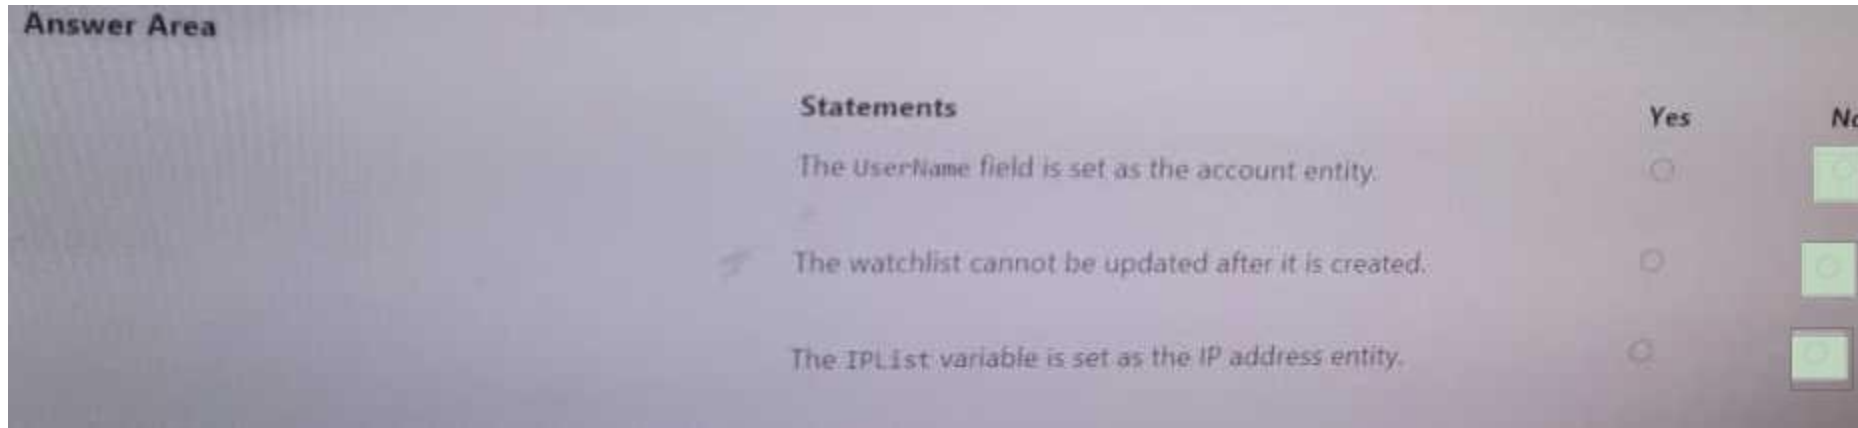 Answer Area
Statements Yes No
The UserName field is set as the account entity.
The watchlist cannot be updated after it is created.
The IPList variable is set as the IP address entity.